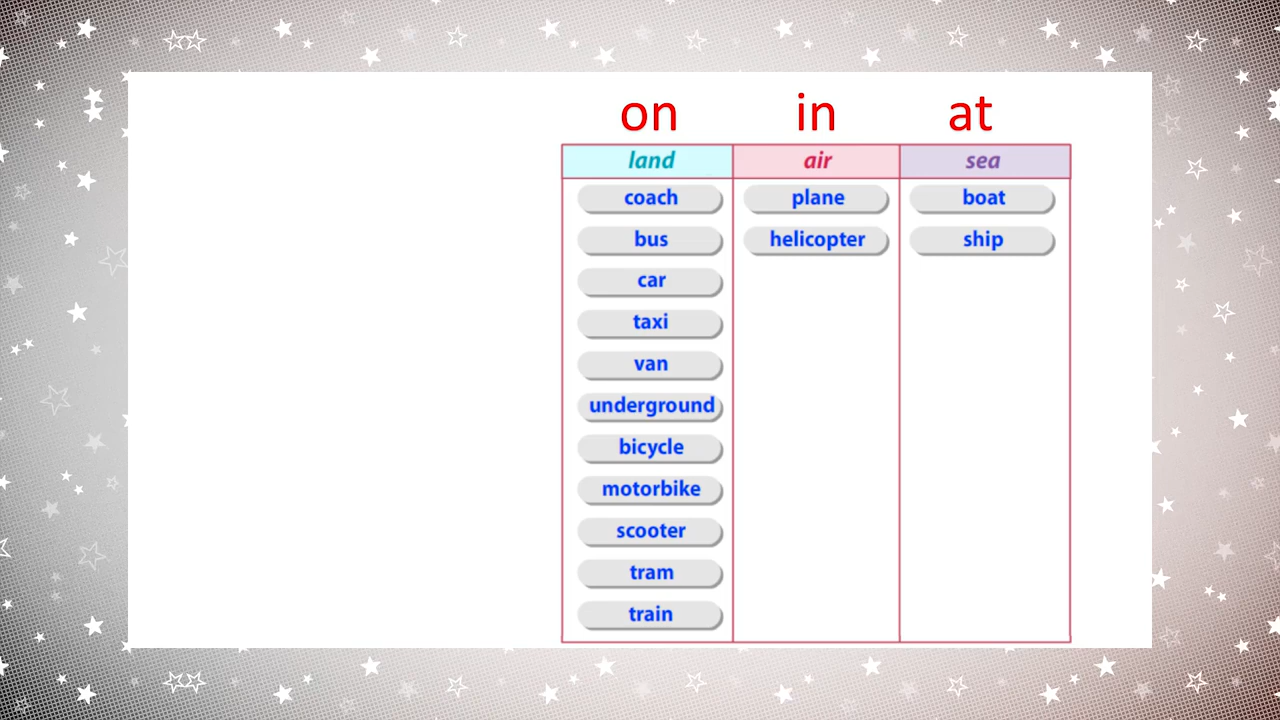 on in at
land air sea
coach plane boat
bus helicopter ship
car
taxi
van
underground
bicycle
motorbike
scooter
tram
train